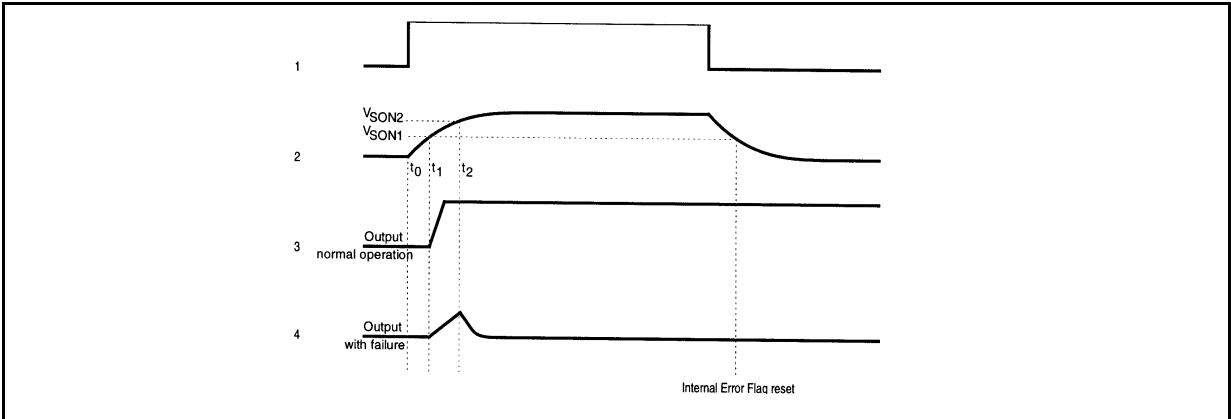 1
VSON2
VSON1
2
t0 t1 t2
3
Output
normal operation
4
Output
with failure
Internal Error Flag reset